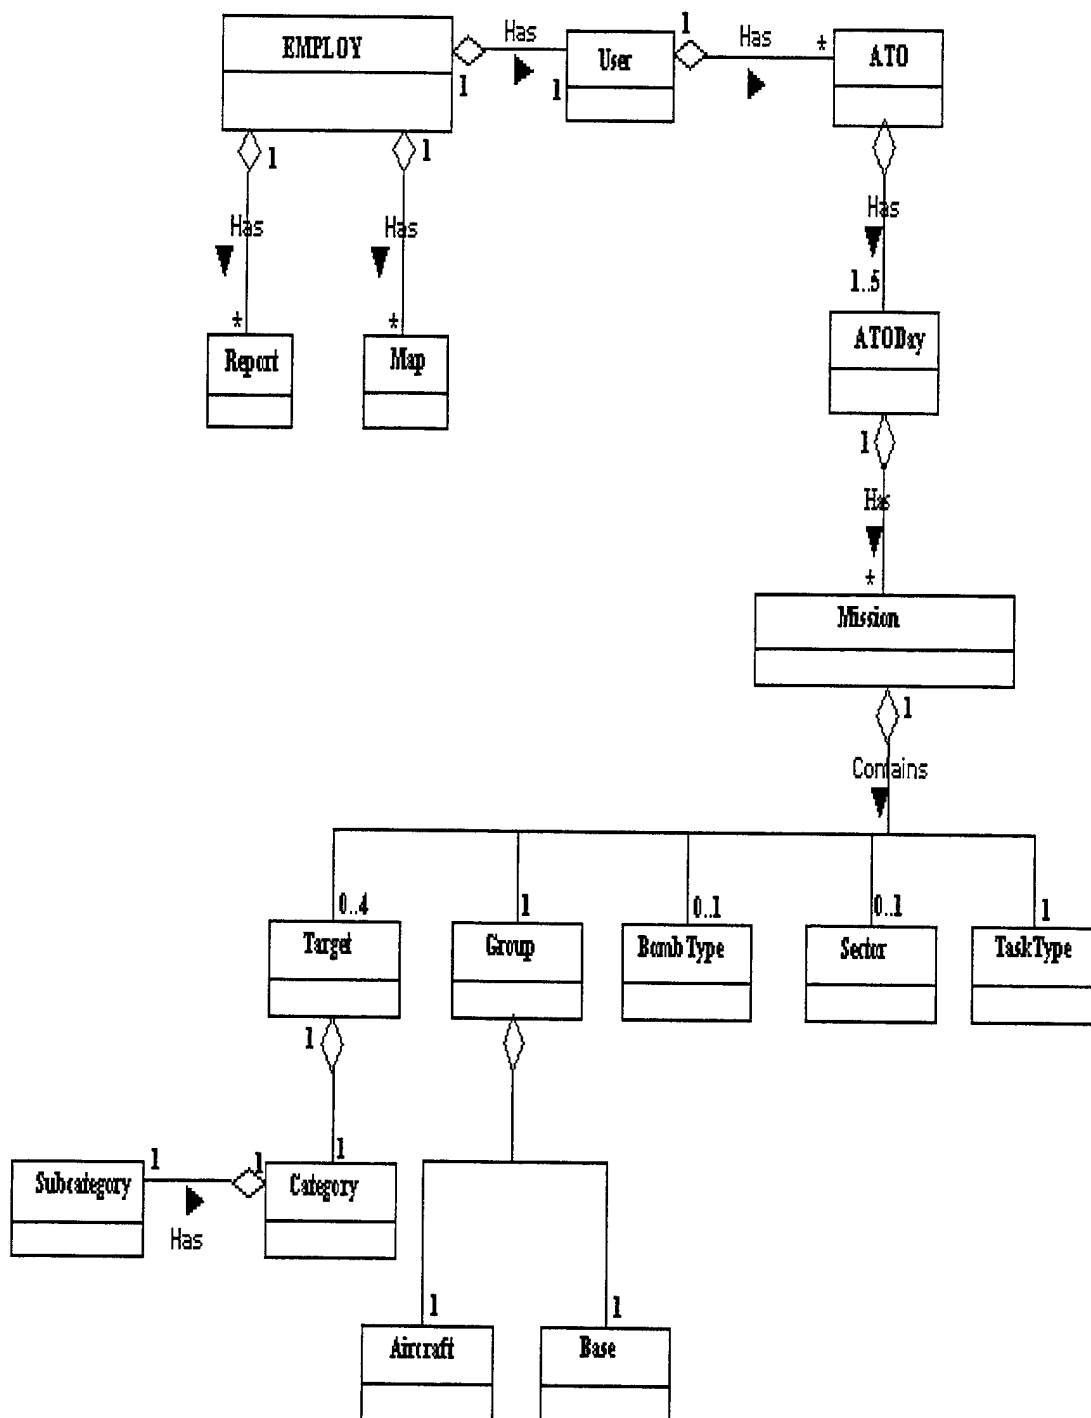 EMPLOY
1
Has
1
User
1
Has
*
ATO
1
Has
*
Report
1
Has
*
Map
Has
1..5
ATODay
1
Has
*
Mission
1
Contains
0..4
Target
1
Group
0..1
Bomb Type
0..1
Sector
1
TaskType
1
1
Category
1
Has
1
Subcategory
1
Aircraft
1
Base